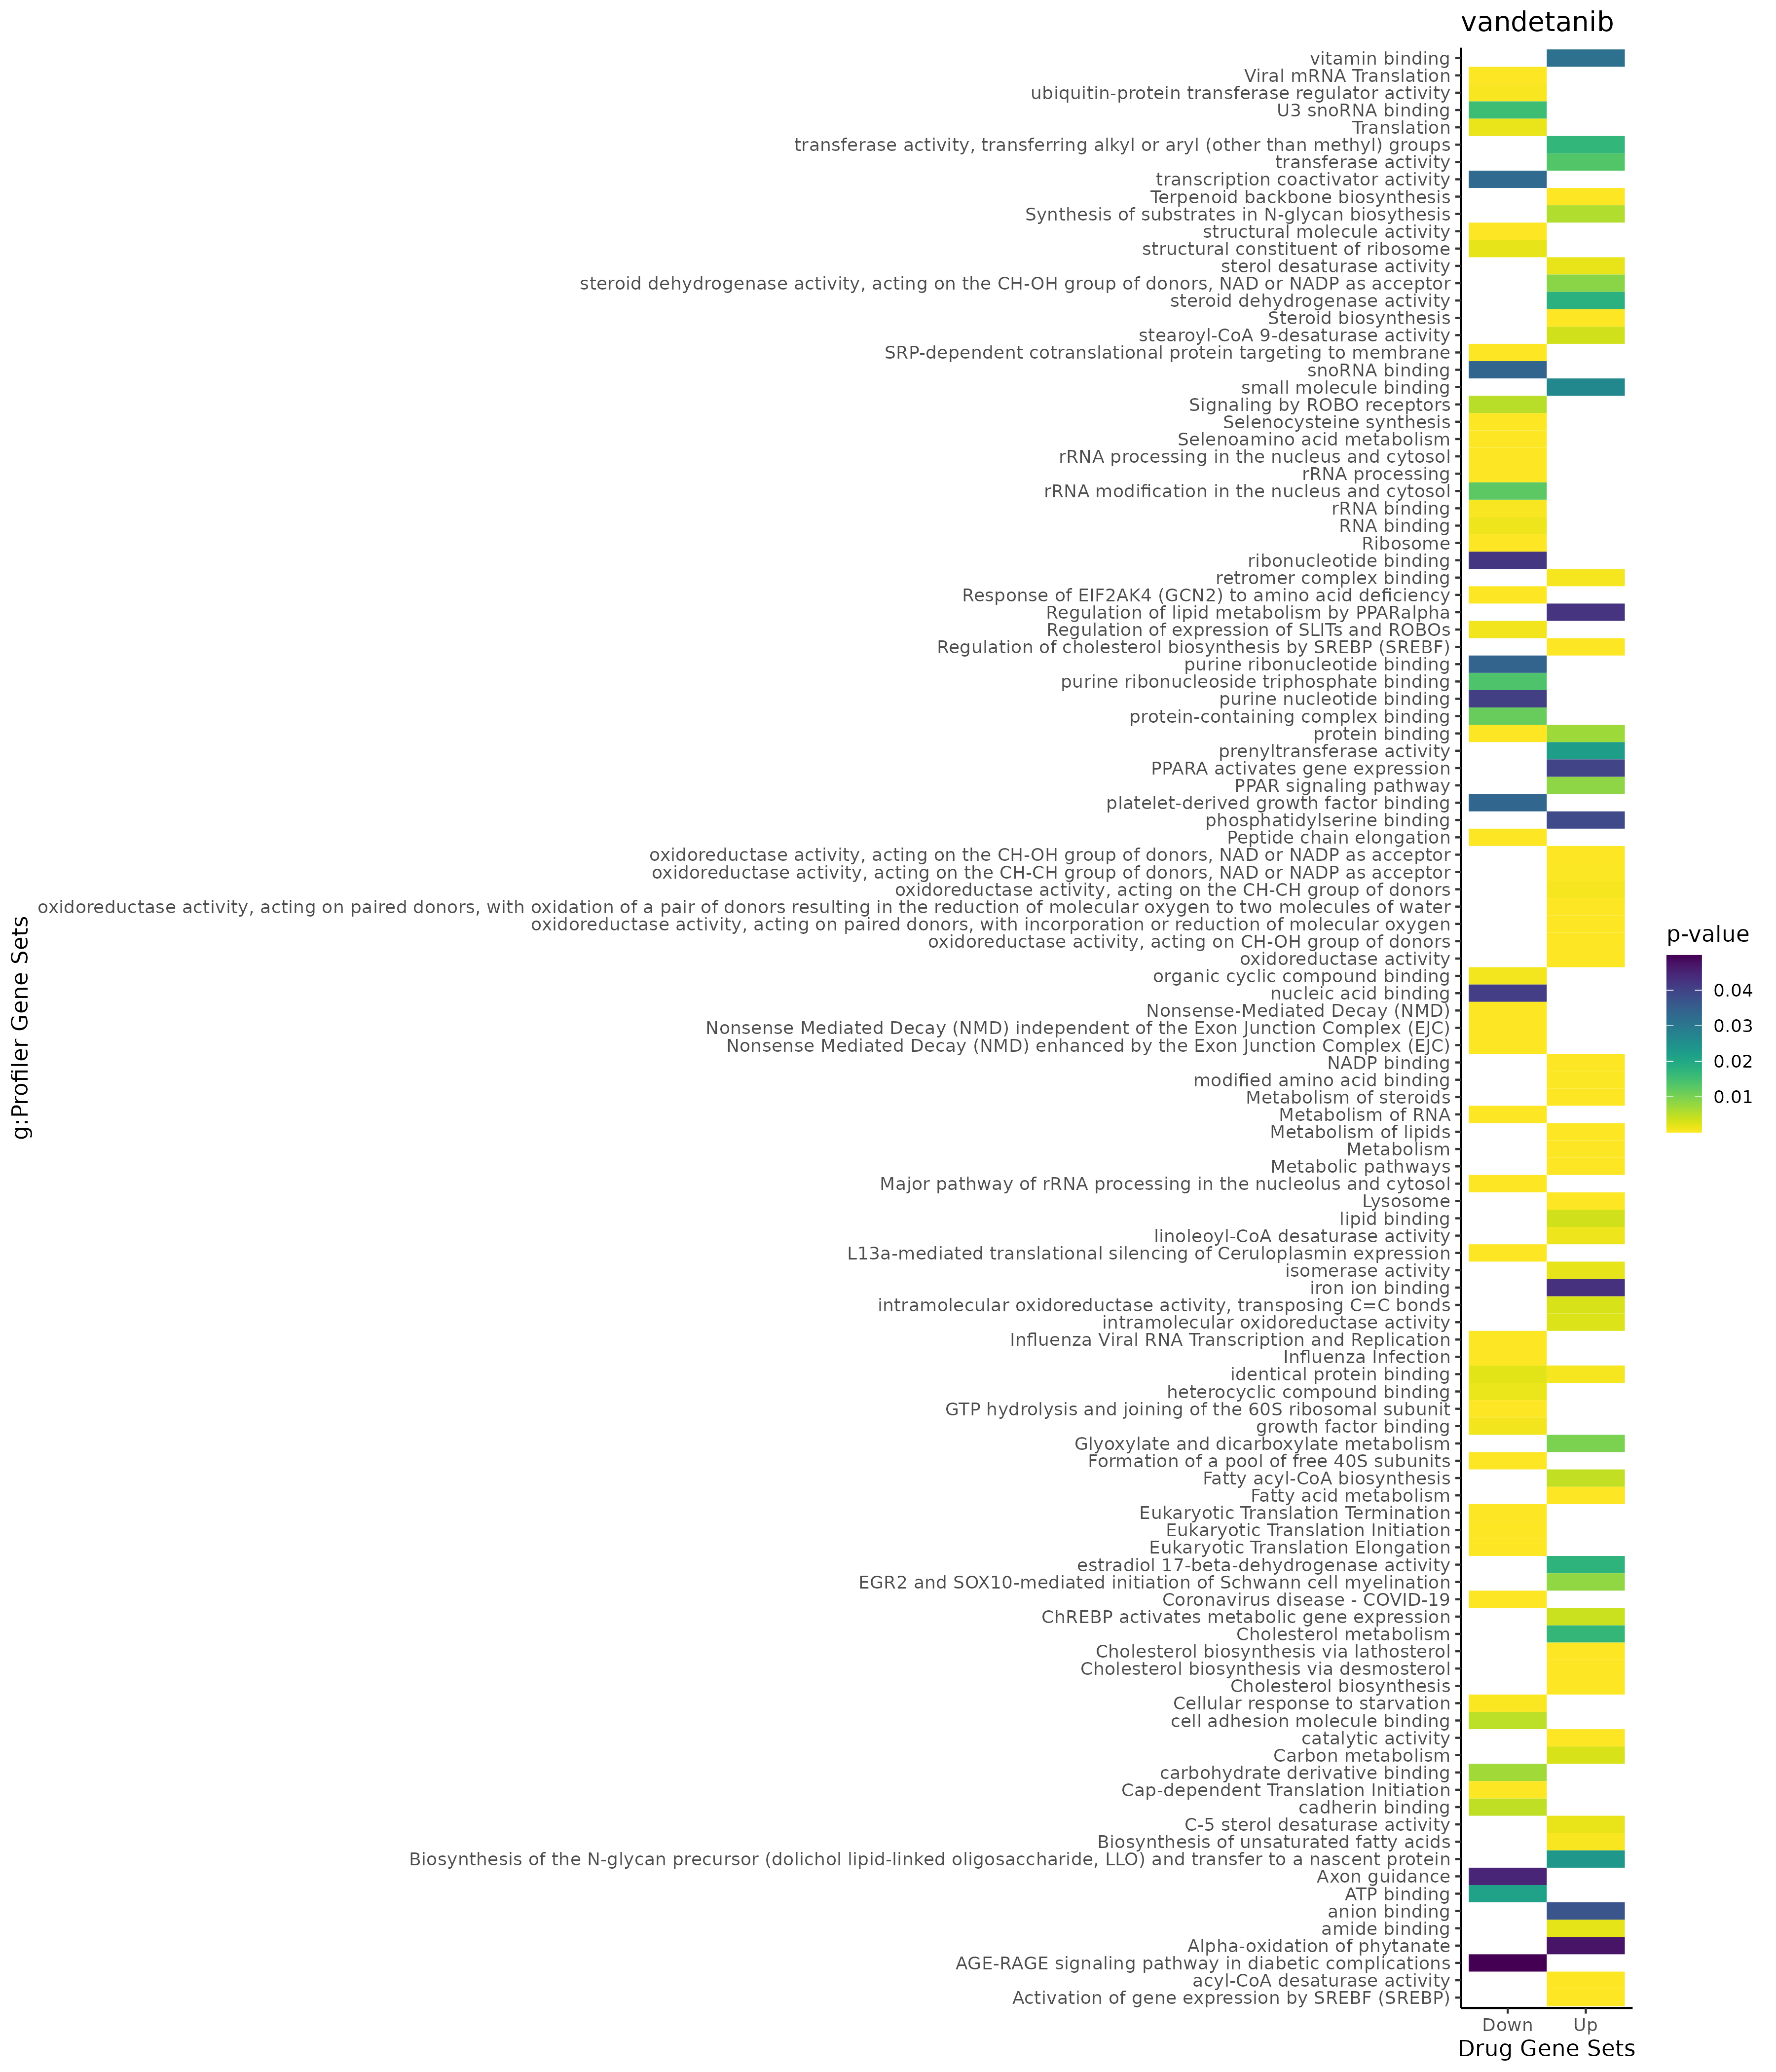 vandetanib
vitamin binding
Viral mRNA Translation
ubiquitin-protein transferase regulator activity
U3 snoRNA binding
Translation
transferase activity, transferring alkyl or aryl (other than methyl) groups
transferase activity
transcription coactivator activity
Terpenoid backbone biosynthesis
Synthesis of substrates in N-glycan biosythesis
structural molecule activity
structural constituent of ribosome
sterol desaturase activity
steroid dehydrogenase activity, acting on the CH-OH group of donors, NAD or NADP as acceptor
steroid dehydrogenase activity
Steroid biosynthesis
stearoyl-CoA 9-desaturase activity
SRP-dependent cotranslational protein targeting to membrane
snoRNA binding
small molecule binding
Signaling by ROBO receptors
Selenocysteine synthesis
Selenoamino acid metabolism
rRNA processing in the nucleus and cytosol
rRNA processing
rRNA modification in the nucleus and cytosol
rRNA binding
RNA binding
Ribosome
ribonucleotide binding
retromer complex binding
Response of EIF2AK4 (GCN2) to amino acid deficiency
Regulation of lipid metabolism by PPARalpha
Regulation of expression of SLITs and ROBOs
Regulation of cholesterol biosynthesis by SREBP (SREBF)
purine ribonucleotide binding
purine ribonucleoside triphosphate binding
purine nucleotide binding
protein-containing complex binding
protein binding
prenyltransferase activity
PPARA activates gene expression
PPAR signaling pathway
platelet-derived growth factor binding
phosphatidylserine binding
Peptide chain elongation
oxidoreductase activity, acting on the CH-OH group of donors, NAD or NADP as acceptor
oxidoreductase activity, acting on the CH-CH group of donors, NAD or NADP as acceptor
oxidoreductase activity, acting on the CH-CH group of donors
oxidoreductase activity, acting on paired donors, with oxidation of a pair of donors resulting in the reduction of molecular oxygen to two molecules of water
oxidoreductase activity, acting on paired donors, with incorporation or reduction of molecular oxygen
oxidoreductase activity, acting on CH-OH group of donors
oxidoreductase activity
organic cyclic compound binding
nucleic acid binding
Nonsense-Mediated Decay (NMD)
Nonsense Mediated Decay (NMD) independent of the Exon Junction Complex (EJC)
Nonsense Mediated Decay (NMD) enhanced by the Exon Junction Complex (EJC)
NADP binding
modified amino acid binding
Metabolism of steroids
Metabolism of RNA
Metabolism of lipids
Metabolism
Metabolic pathways
Major pathway of rRNA processing in the nucleolus and cytosol
Lysosome
lipid binding
linoleoyl-CoA desaturase activity
L13a-mediated translational silencing of Ceruloplasmin expression
isomerase activity
iron ion binding
intramolecular oxidoreductase activity, transposing C=C bonds
intramolecular oxidoreductase activity
Influenza Viral RNA Transcription and Replication
Influenza Infection
identical protein binding
heterocyclic compound binding
GTP hydrolysis and joining of the 60S ribosomal subunit
growth factor binding
Glyoxylate and dicarboxylate metabolism
Formation of a pool of free 40S subunits
Fatty acyl-CoA biosynthesis
Fatty acid metabolism
Eukaryotic Translation Termination
Eukaryotic Translation Initiation
Eukaryotic Translation Elongation
estradiol 17-beta-dehydrogenase activity
EGR2 and SOX10-mediated initiation of Schwann cell myelination
Coronavirus disease - COVID-19
ChREBP activates metabolic gene expression
Cholesterol metabolism
Cholesterol biosynthesis via lathosterol
Cholesterol biosynthesis via desmosterol
Cholesterol biosynthesis
Cellular response to starvation
cell adhesion molecule binding
catalytic activity
Carbon metabolism
carbohydrate derivative binding
Cap-dependent Translation Initiation
cadherin binding
C-5 sterol desaturase activity
Biosynthesis of unsaturated fatty acids
Biosynthesis of the N-glycan precursor (dolichol lipid-linked oligosaccharide, LLO) and transfer to a nascent protein
Axon guidance
ATP binding
anion binding
amide binding
Alpha-oxidation of phytanate
AGE-RAGE signaling pathway in diabetic complications
acyl-CoA desaturase activity
Activation of gene expression by SREBF (SREBP)
g:Profiler Gene Sets
Down Up
Drug Gene Sets
p-value
0.04
0.03
0.02
0.01